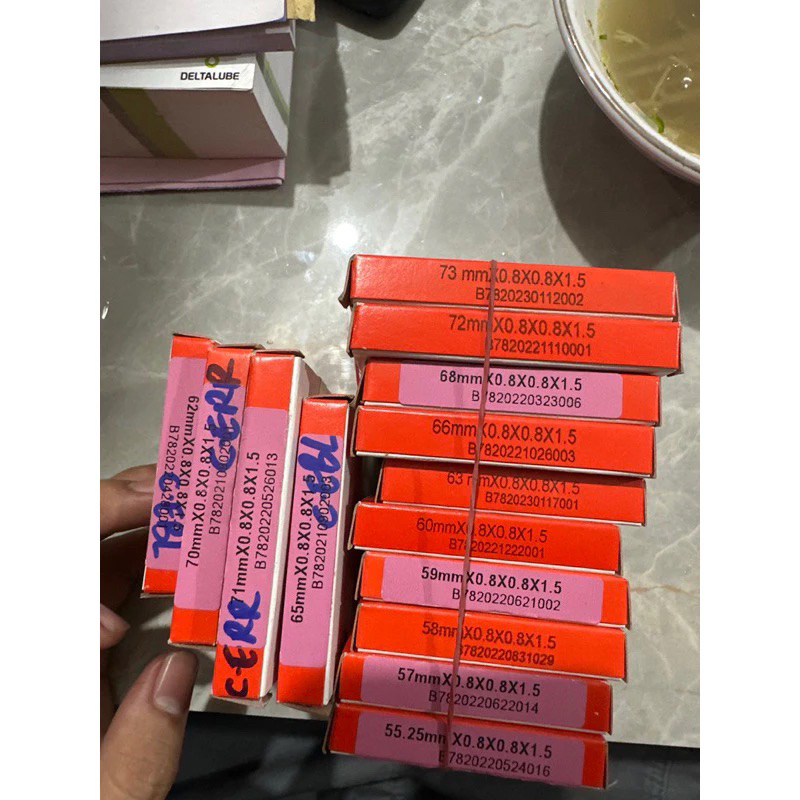 DELTALUBE
73 mmX0.8X0.8X1.5
B7820230112002
72mmX0.8X0.8X1.5
B7820221110001
68mmX0.8X0.8X1.5
B7820220323006
66mmX0.8X0.8X1.5
B7820221026003
63 mmX0.8X0.8X1.5
B7820230117001
60mmX0.8X0.8X1.5
B7820221222001
59mmX0.8X0.8X1.5
B7820220621002
58mmX0.8X0.8X1.5
B7820220831029
57mmX0.8X0.8X1.5
B7820220622014
55.25mmX0.8X0.8X1.5
B7820220524016
62mmX0.8X0.8X1.5
70mmX0.8X0.8X1.5
C-ERR
71mmX0.8X0.8X1.5
B7820220526013
C-ERR
65mmX0.8X0.8X1.5